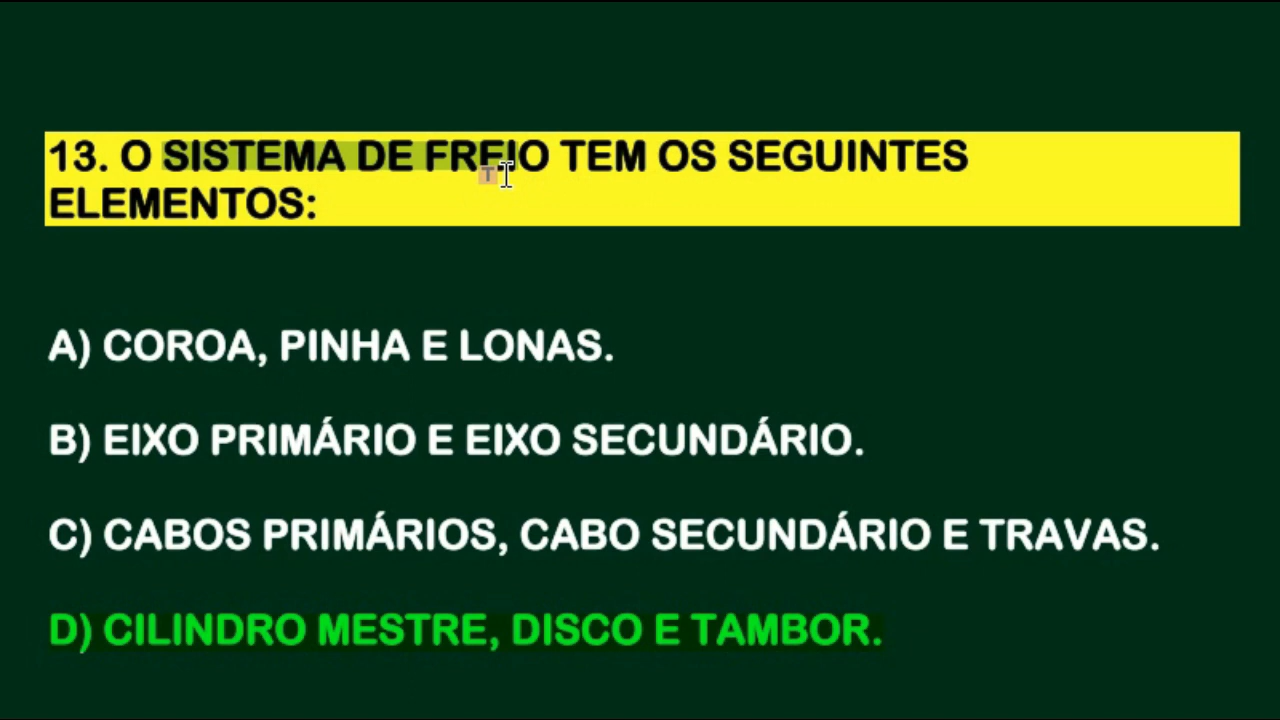 13. O SISTEMA DE FREIO TEM OS SEGUINTES
ELEMENTOS:
A) COROA, PINHA E LONAS.
B) EIXO PRIMÁRIO E EIXO SECUNDÁRIO.
C) CABOS PRIMÁRIOS, CABO SECUNDÁRIO E TRAVAS.
D) CILINDRO MESTRE, DISCO E TAMBOR.